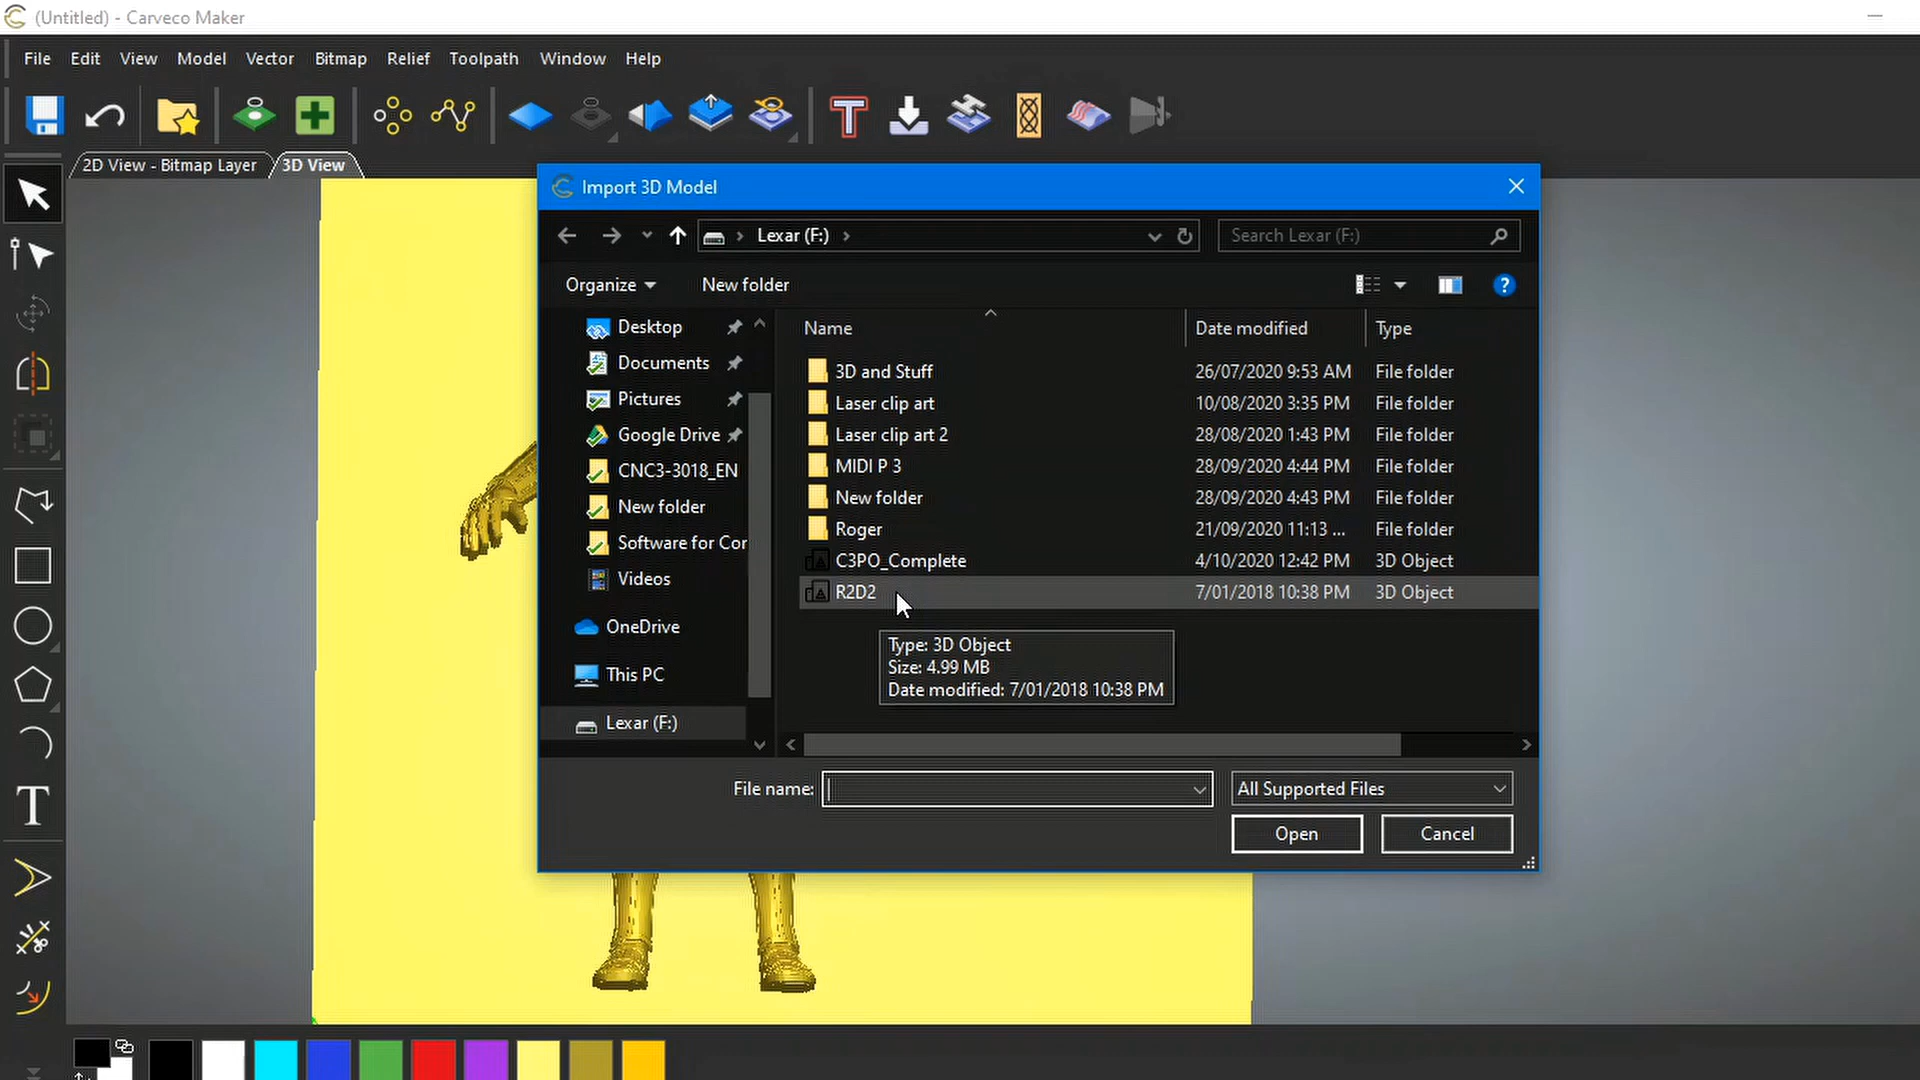 (Untitled) - Carveco Maker
File Edit View Model Vector Bitmap Relief Toolpath Window Help
2D View - Bitmap Layer 3D View
Import 3D Model
Lexar (F:)
Search Lexar (F:)
Organize New folder
Name Date modified Type
Desktop
Documents
Pictures
Google Drive
CNC3-3018_EN
New folder
Software for Cor
Videos
OneDrive
This PC
Lexar (F:)
3D and Stuff 26/07/2020 9:53 AM File folder
Laser clip art 10/08/2020 3:35 PM File folder
Laser clip art 2 28/08/2020 1:43 PM File folder
MIDI P 3 28/09/2020 4:44 PM File folder
New folder 28/09/2020 4:43 PM File folder
Roger 21/09/2020 11:13 ... File folder
C3PO_Complete 4/10/2020 12:42 PM 3D Object
R2D2 7/01/2018 10:38 PM 3D Object
Type: 3D Object
Size: 4.99 MB
Date modified: 7/01/2018 10:38 PM
File name: All Supported Files
Open Cancel